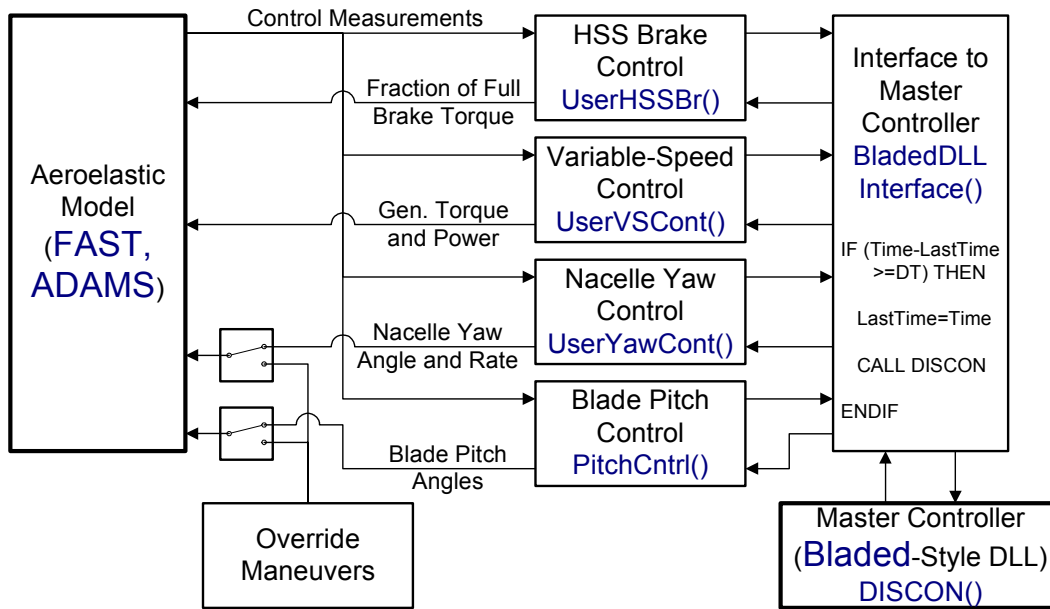 Control Measurements
HSS Brake
Control
UserHSSBr()
Fraction of Full
Brake Torque
Variable-Speed
Control
UserVSCont()
Gen. Torque
and Power
Nacelle Yaw
Control
UserYawCont()
Nacelle Yaw
Angle and Rate
Blade Pitch
Control
PitchCntrl()
Blade Pitch
Angles
Aeroelastic
Model
(FAST,
ADAMS)
Override
Maneuvers
Interface to
Master
Controller
BladedDLL
Interface()
IF (Time-LastTime
>=DT) THEN
LastTime=Time
CALL DISCON
ENDIF
Master Controller
(Bladed-Style DLL)
DISCON()